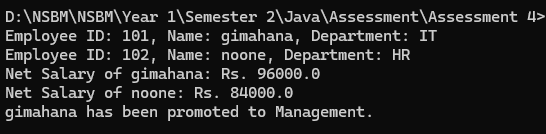 D:\NSBM\NSBM\Year 1\Semester 2\Java\Assessment\Assessment 4>
Employee ID: 101, Name: gimahana, Department: IT
Employee ID: 102, Name: noone, Department: HR
Net Salary of gimahana: Rs. 96000.0
Net Salary of noone: Rs. 84000.0
gimahana has been promoted to Management.